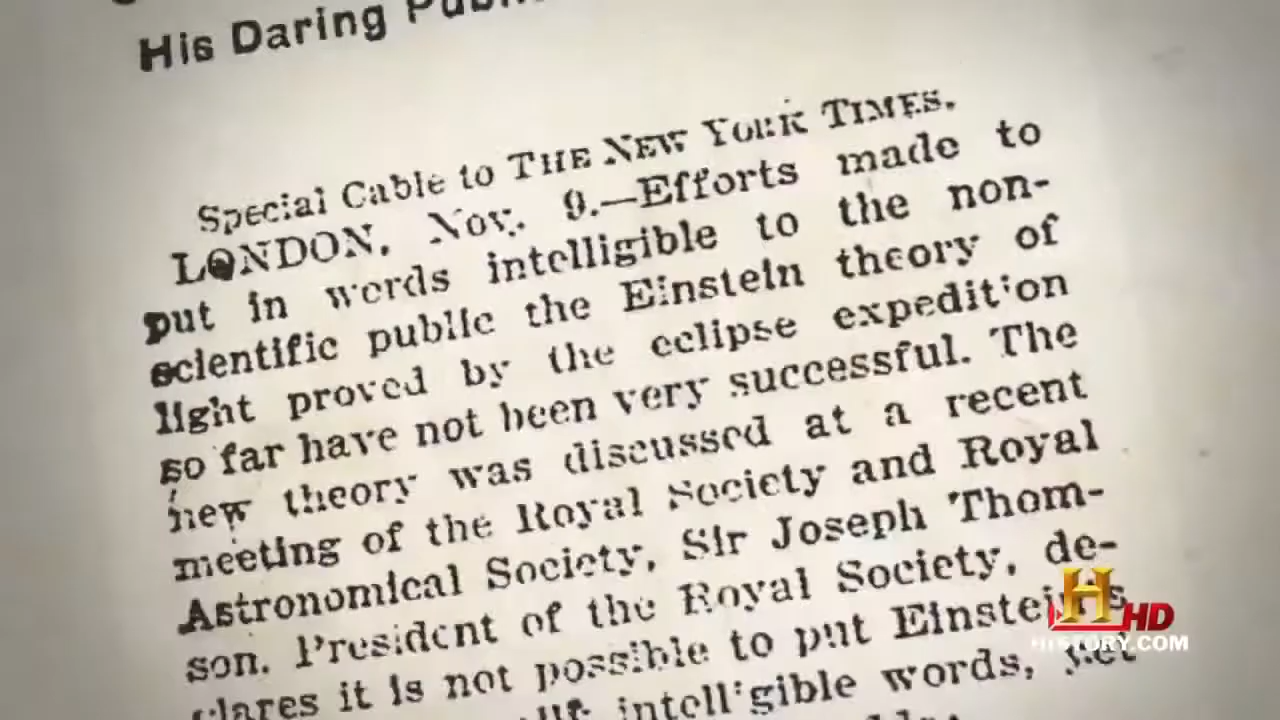 His Daring
Special Cable to THE NEW YORK TIMES.
LONDON, Nov. 9.—Efforts made to
put in words intelligible to the non-
scientific public the Einstein theory of
light proved by the eclipse expedition
so far have not been very successful. The
new theory was discussed at a recent
meeting of the Royal Society and Royal
Astronomical Society, Sir Joseph Thom-
son, President of the Royal Society, de-
clares it is not possible to put Einstein's
intelligible words, yet
H HD
HISTORY.COM